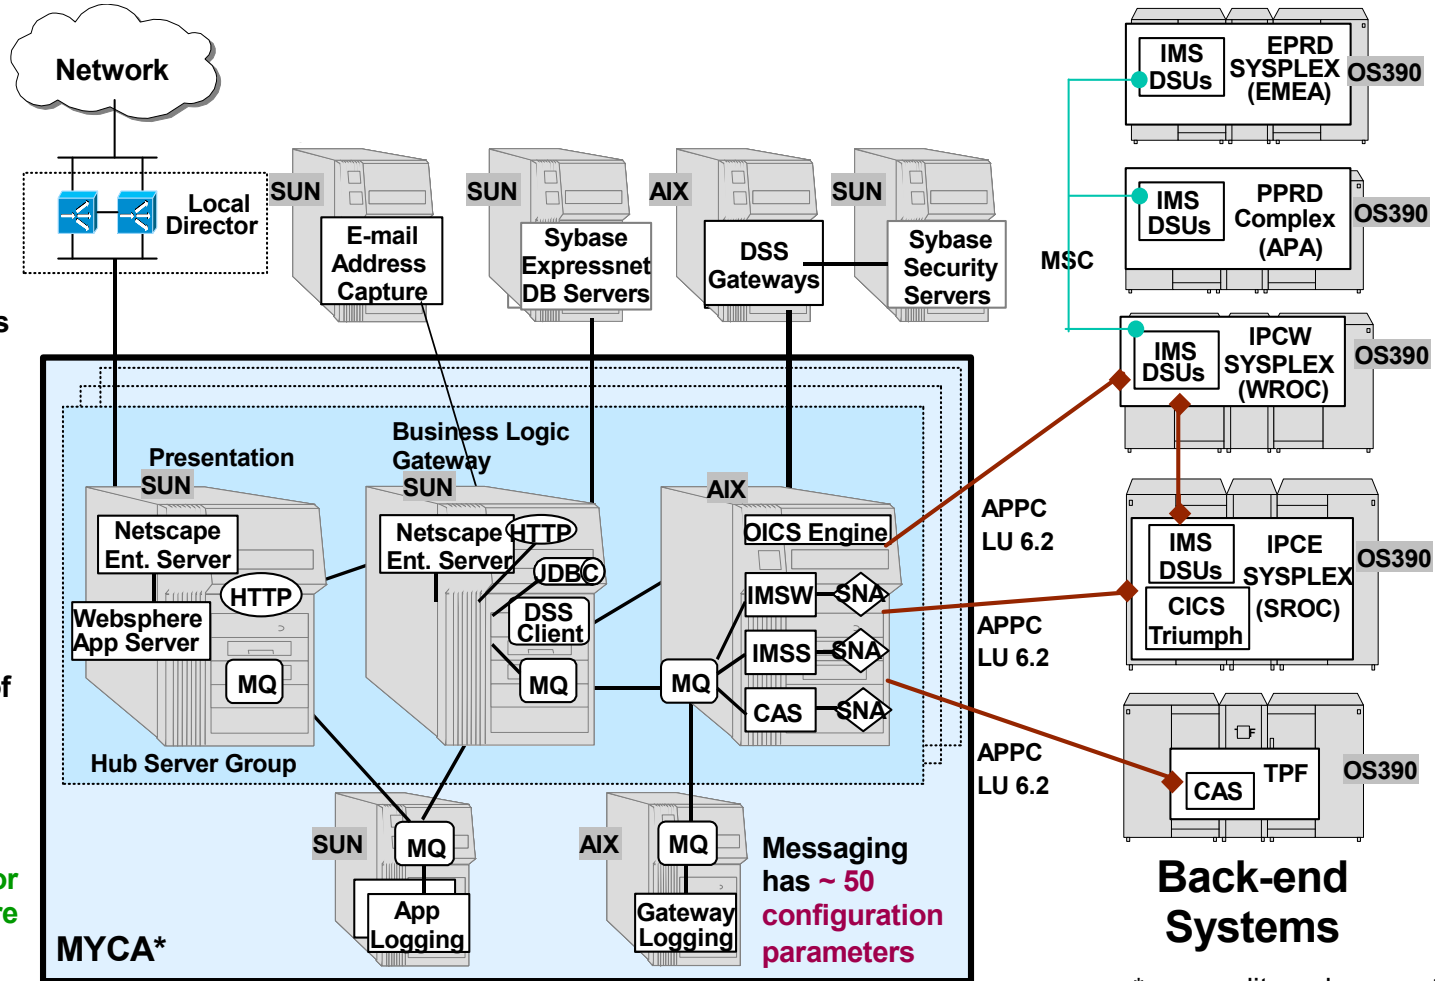 Network
Local
Director
SUN
E-mail
Address
Capture
SUN
Sybase
Expressnet
DB Servers
AIX
DSS
Gateways
SUN
Sybase
Security
Servers
MSC
IMS
DSUs
EPRD
SYSPLEX
(EMEA)
OS390
IMS
DSUs
PPRD
Complex
(APA)
OS390
IMS
DSUs
IPCW
SYSPLEX
(WROC)
OS390
s
Presentation
SUN
Netscape
Ent. Server
HTTP
Websphere
App Server
MQ
Business Logic
Gateway
SUN
Netscape
Ent. Server
HTTP
JDBC
DSS
Client
MQ
AIX
OICS Engine
IMSW
SNA
IMSS
SNA
MQ
CAS
SNA
APPC
LU 6.2
APPC
LU 6.2
APPC
LU 6.2
IMS
DSUs
CICS
Triumph
IPCE
SYSPLEX
(SROC)
OS390
TPF
CAS
OS390
of
Hub Server Group
SUN
MQ
App
Logging
AIX
MQ
Gateway
Logging
Messaging
has ~ 50
configuration
parameters
or
re
MYCA*
Back-end
Systems